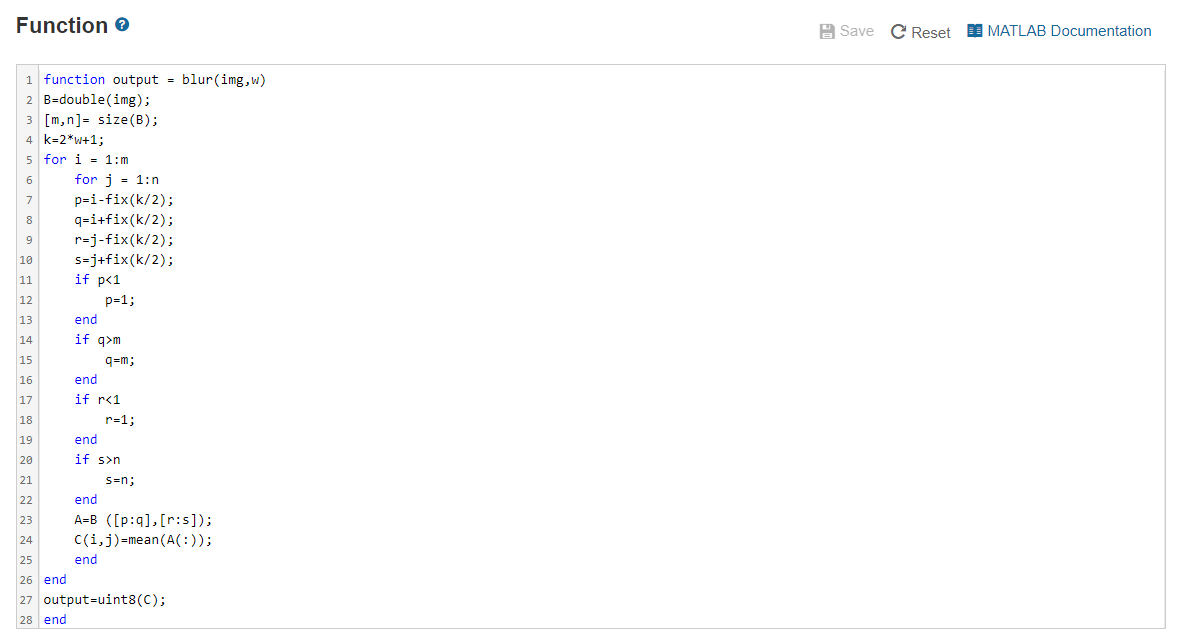 Function
Save Reset MATLAB Documentation
1 function output = blur(img,w)
2 B=double(img);
3 [m,n]= size(B);
4 k=2*w+1;
5 for i = 1:m
6     for j = 1:n
7     p=i-fix(k/2);
8     q=i+fix(k/2);
9     r=j-fix(k/2);
10     s=j+fix(k/2);
11     if p<1
12         p=1;
13     end
14     if q>m
15         q=m;
16     end
17     if r<1
18         r=1;
19     end
20     if s>n
21         s=n;
22     end
23     A=B ([p:q],[r:s]);
24     C(i,j)=mean(A(:));
25     end
26 end
27 output=uint8(C);
28 end